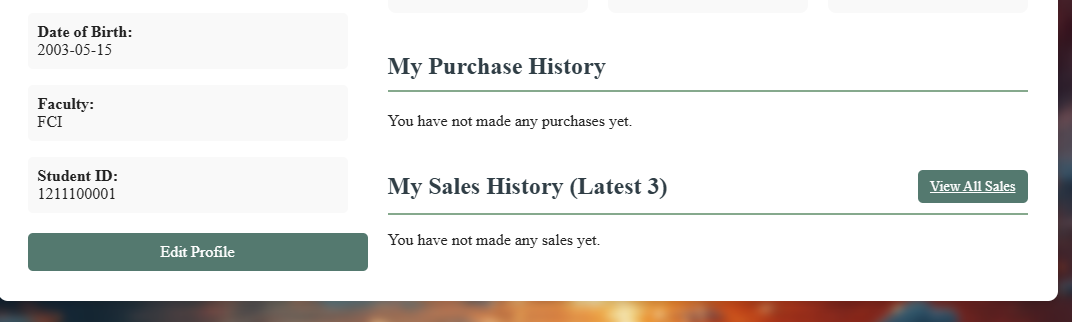 Date of Birth:
2003-05-15
Faculty:
FCI
Student ID:
1211100001
Edit Profile
My Purchase History
You have not made any purchases yet.
My Sales History (Latest 3)
View All Sales
You have not made any sales yet.